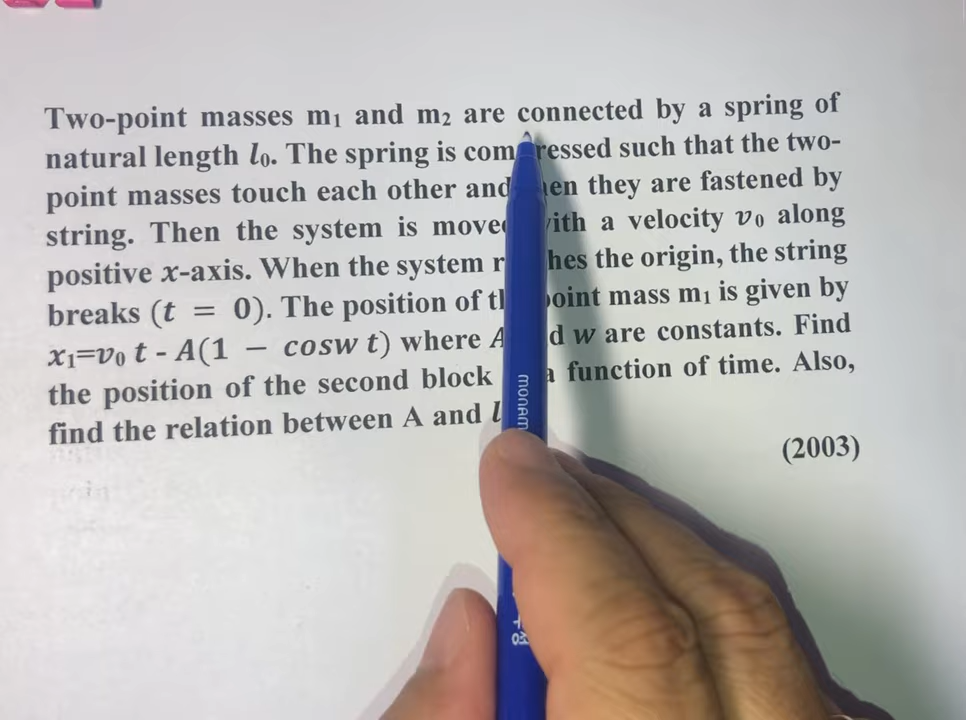 Two-point masses m₁ and m₂ are connected by a spring of
natural length l₀. The spring is com ressed such that the two-
point masses touch each other and en they are fastened by
string. Then the system is move ith a velocity v₀ along
positive x-axis. When the system r hes the origin, the string
breaks (t = 0). The position of t oint mass m₁ is given by
x₁=v₀ t - A(1 − cosw t) where A d w are constants. Find
the position of the second block a function of time. Also,
find the relation between A and l
(2003)
monam